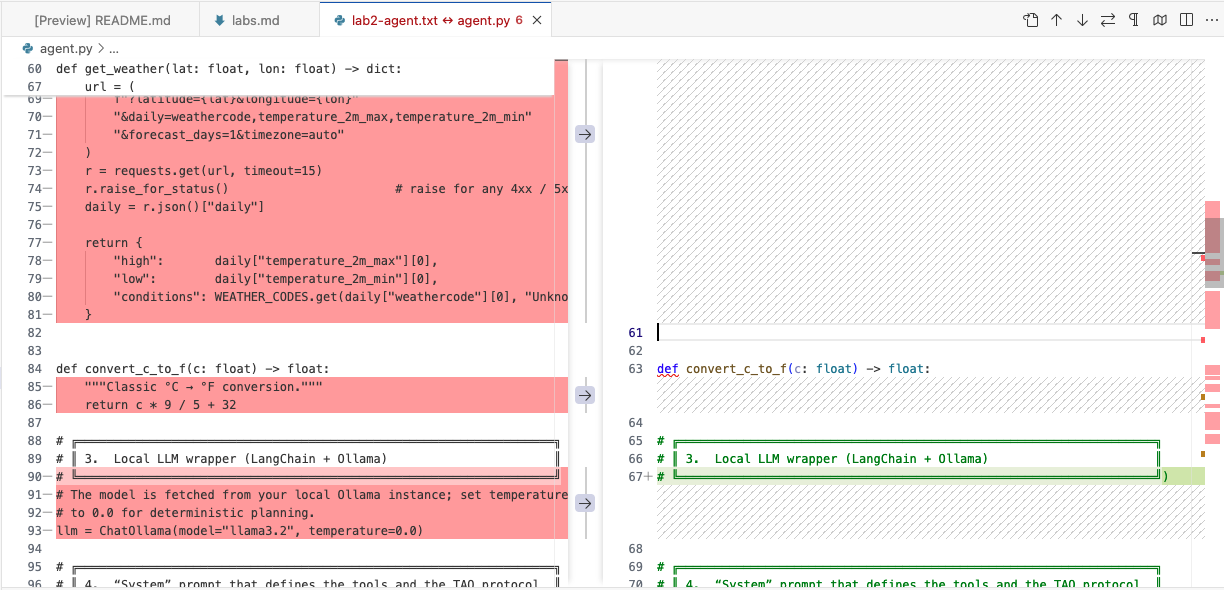 [Preview] README.md labs.md lab2-agent.txt ↔ agent.py 6
agent.py > ...
60 def get_weather(lat: float, lon: float) -> dict:
67 url = (
69 f"?latitude={lat}&longitude={lon}"
70 "&daily=weathercode,temperature_2m_max,temperature_2m_min"
71 "&forecast_days=1&timezone=auto"
72 )
73 r = requests.get(url, timeout=15)
74 r.raise_for_status() # raise for any 4xx / 5x
75 daily = r.json()["daily"]
76
77 return {
78 "high": daily["temperature_2m_max"][0],
79 "low": daily["temperature_2m_min"][0],
80 "conditions": WEATHER_CODES.get(daily["weathercode"][0], "Unkno
81 }
82
83
84 def convert_c_to_f(c: float) -> float:
85 """Classic °C → °F conversion."""
86 return c * 9 / 5 + 32
87
88 #
89 # 3. Local LLM wrapper (LangChain + Ollama)
90 #
91 # The model is fetched from your local Ollama instance; set temperature
92 # to 0.0 for deterministic planning.
93 llm = ChatOllama(model="llama3.2", temperature=0.0)
94
95 #
96 # 4. “System” prompt that defines the tools and the TAO protocol
61
62
63 def convert_c_to_f(c: float) -> float:
64
65 #
66 # 3. Local LLM wrapper (LangChain + Ollama)
67+ # )
68
69 #
70 # 4. “System” prompt that defines the tools and the TAO protocol